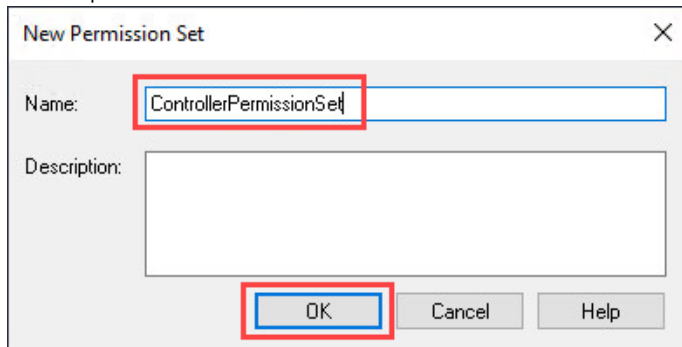 New Permission Set
Name: ControllerPermissionSet
Description:
OK Cancel Help